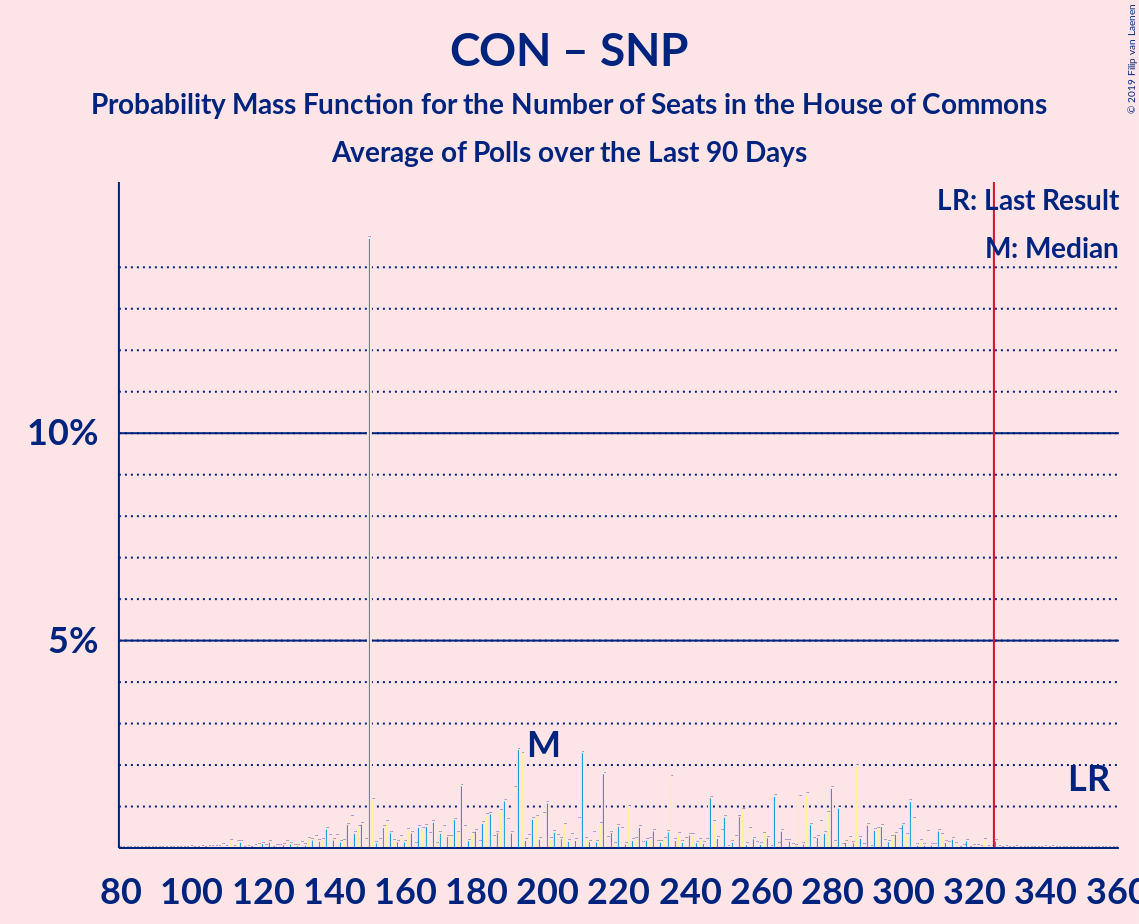 CON – SNP
Probability Mass Function for the Number of Seats in the House of Commons
Average of Polls over the Last 90 Days
© 2019 Filip van Laenen
LR: Last Result
M: Median
10%
5%
M
LR
80 100 120 140 160 180 200 220 240 260 280 300 320 340 360